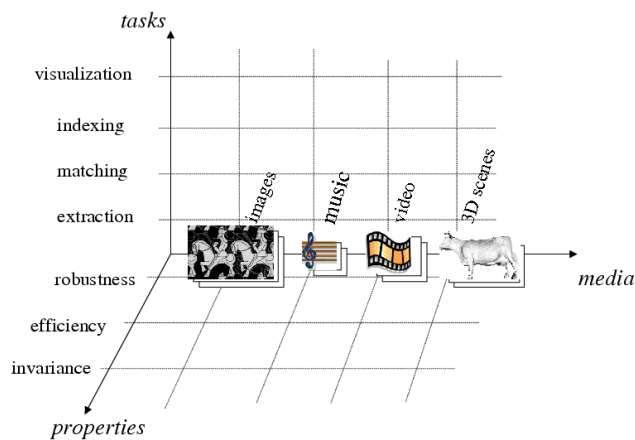 tasks
visualization
indexing
matching
extraction
images
music
video
3D scenes
robustness
media
efficiency
invariance
properties